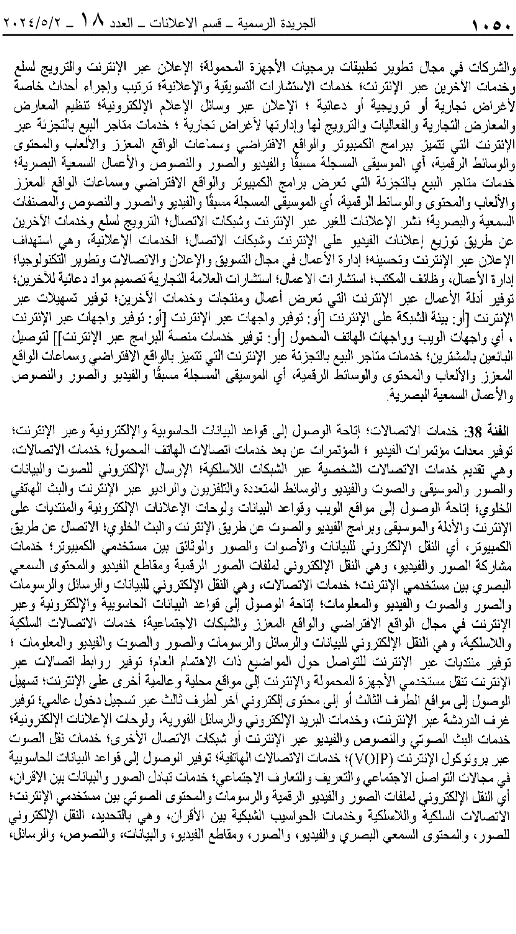 ١٠٥٠ الجريدة الرسمية – قسم الاعلانات – العدد ١٨ – ٢٠٢٤/٥/٢
والشركات في مجال تطوير تطبيقات برمجيات الأجهزة المحمولة؛ الإعلان عبر الإنترنت والترويج لسلع
وخدمات الآخرين عبر الإنترنت؛ خدمات الاستشارات التسويقية والإعلانية؛ ترتيب وإجراء أحداث خاصة
لأغراض تجارية أو ترويجية أو دعائية ؛ الإعلان عبر وسائل الإعلام الإلكترونية؛ تنظيم المعارض
والمعارض التجارية والفعاليات والترويج لها وإدارتها لأغراض تجارية ؛ خدمات متاجر البيع بالتجزئة عبر
الإنترنت التي تتميز ببرامج الكمبيوتر والواقع الافتراضي وسماعات الواقع المعزز والألعاب والمحتوى
والوسائط الرقمية، أي الموسيقى المسجلة مسبقًا والفيديو والصور والنصوص والأعمال السمعية البصرية؛
خدمات متاجر البيع بالتجزئة التي تعرض برامج الكمبيوتر والواقع الافتراضي وسماعات الواقع المعزز
والألعاب والمحتوى والوسائط الرقمية، أي الموسيقى المسجلة مسبقًا والفيديو والصور والنصوص والمصنفات
السمعية والبصرية؛ نشر الإعلانات للغير عبر الإنترنت وشبكات الاتصال؛ الترويج لسلع وخدمات الآخرين
عن طريق توزيع إعلانات الفيديو على الإنترنت وشبكات الاتصال؛ الخدمات الإعلانية، وهي استهداف
الإعلان عبر الإنترنت وتحسينه؛ إدارة الأعمال في مجال التسويق والإعلان والاتصالات وتطوير التكنولوجيا؛
إدارة الأعمال، وظائف المكتب؛ استشارات الاعمال؛ استشارات العلامة التجارية تصميم مواد دعائية للآخرين؛
توفير أدلة الأعمال عبر الإنترنت التي تعرض أعمال ومنتجات وخدمات الآخرين؛ توفير تسهيلات عبر
الإنترنت [أو: بيئة الشبكة على الإنترنت [أو: توفير واجهات عبر الإنترنت [أو: توفير واجهات عبر الإنترنت
، أي واجهات الويب وواجهات الهاتف المحمول [أو: توفير خدمات منصة البرامج عبر الإنترنت]] لتوصيل
البائعين بالمشترين؛ خدمات متاجر البيع بالتجزئة عبر الإنترنت التي تتميز بالواقع الافتراضي وسماعات الواقع
المعزز والألعاب والمحتوى والوسائط الرقمية، أي الموسيقى المسجلة مسبقًا والفيديو والصور والنصوص
والأعمال السمعية البصرية.
الفئة 38: خدمات الاتصالات؛ إتاحة الوصول إلى قواعد البيانات الحاسوبية والإلكترونية وعبر الإنترنت؛
توفير معدات مؤتمرات الفيديو ؛ المؤتمرات عن بعد خدمات اتصالات الهاتف المحمول؛ خدمات الاتصالات،
وهي تقديم خدمات الاتصالات الشخصية عبر الشبكات اللاسلكية؛ الإرسال الإلكتروني للصوت والبيانات
والصور والموسيقى والصوت والفيديو والوسائط المتعددة والتلفزيون والراديو عبر الإنترنت والبث الهاتفي
الخلوي؛ إتاحة الوصول إلى مواقع الويب وقواعد البيانات ولوحات الإعلانات الإلكترونية والمنتديات على
الإنترنت والأدلة والموسيقى وبرامج الفيديو والصوت عن طريق الإنترنت والبث الخلوي؛ الاتصال عن طريق
الكمبيوتر، أي النقل الإلكتروني للبيانات والأصوات والصور والوثائق بين مستخدمي الكمبيوتر؛ خدمات
مشاركة الصور والفيديو، وهي النقل الإلكتروني لملفات الصور الرقمية ومقاطع الفيديو والمحتوى السمعي
البصري بين مستخدمي الإنترنت؛ خدمات الاتصالات، وهي النقل الإلكتروني للبيانات والرسائل والرسومات
والصور والصوت والفيديو والمعلومات؛ إتاحة الوصول إلى قواعد البيانات الحاسوبية والإلكترونية وعبر
الإنترنت في مجال الواقع الافتراضي والواقع المعزز والشبكات الاجتماعية؛ خدمات الاتصالات السلكية
واللاسلكية، وهي النقل الإلكتروني للبيانات والرسائل والرسومات والصور والصوت والفيديو والمعلومات ؛
توفير منتديات عبر الإنترنت للتواصل حول المواضيع ذات الاهتمام العام؛ توفير روابط اتصالات عبر
الإنترنت تنقل مستخدمي الأجهزة المحمولة والإنترنت إلى مواقع محلية وعالمية أخرى على الإنترنت؛ تسهيل
الوصول إلى مواقع الطرف الثالث أو إلى محتوى إلكتروني آخر لطرف ثالث عبر تسجيل دخول عالمي؛ توفير
غرف الدردشة عبر الإنترنت، وخدمات البريد الإلكتروني والرسائل الفورية، ولوحات الإعلانات الإلكترونية؛
خدمات البث الصوتي والنصوص والفيديو عبر الإنترنت أو شبكات الاتصال الأخرى؛ خدمات نقل الصوت
عبر بروتوكول الإنترنت (VOIP)؛ خدمات الاتصالات الهاتفية؛ توفير الوصول إلى قواعد البيانات الحاسوبية
في مجالات التواصل الاجتماعي والتعريف والتعارف الاجتماعي؛ خدمات تبادل الصور والبيانات بين الأقران،
أي النقل الإلكتروني لملفات الصور والفيديو الرقمية والرسومات والمحتوى الصوتي بين مستخدمي الإنترنت؛
الاتصالات السلكية واللاسلكية وخدمات الحواسيب الشبكية بين الأقران، وهي بالتحديد، النقل الإلكتروني
للصور، والمحتوى السمعي البصري والفيديو، والصور، ومقاطع الفيديو، والبيانات، والنصوص، والرسائل،